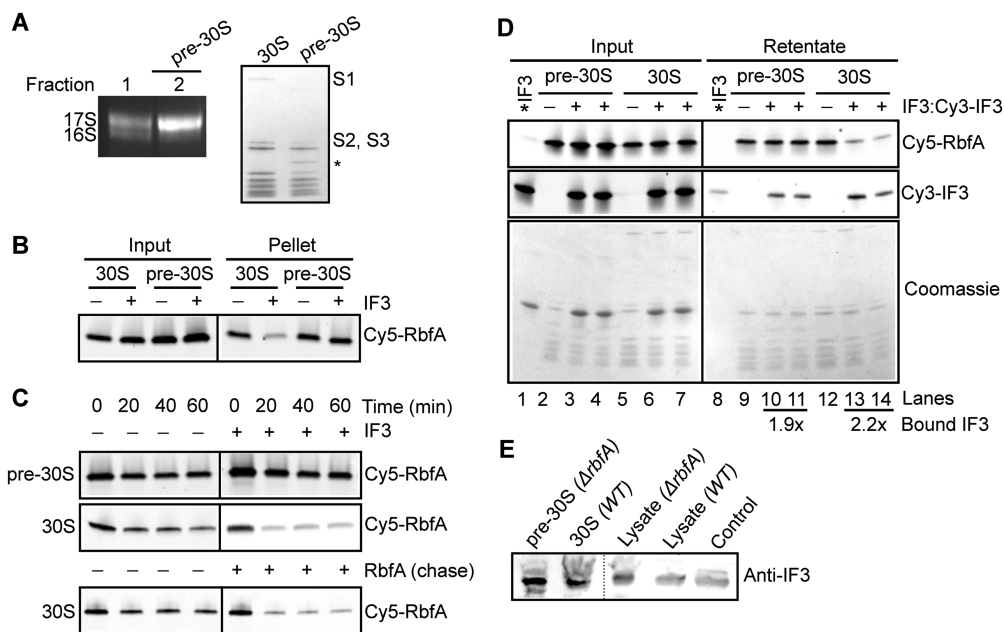 A
pre-30S
Fraction 1 2
17S
16S
30S pre-30S
S1
S2, S3
*
B
Input Pellet
30S pre-30S 30S pre-30S
– + – + – + – + IF3
Cy5-RbfA
C
0 20 40 60 0 20 40 60 Time (min)
– – – – + + + + IF3
pre-30S Cy5-RbfA
30S Cy5-RbfA
– – – – + + + + RbfA (chase)
30S Cy5-RbfA
D
Input Retentate
IF3 pre-30S 30S IF3 pre-30S 30S
* – + + – + + * – + + – + + IF3:Cy3-IF3
Cy5-RbfA
Cy3-IF3
Coomassie
1 2 3 4 5 6 7 8 9 10 11 12 13 14 Lanes
1.9x 2.2x Bound IF3
E
pre-30S (ΔrbfA) 30S (WT) Lysate (ΔrbfA) Lysate (WT) Control
Anti-IF3